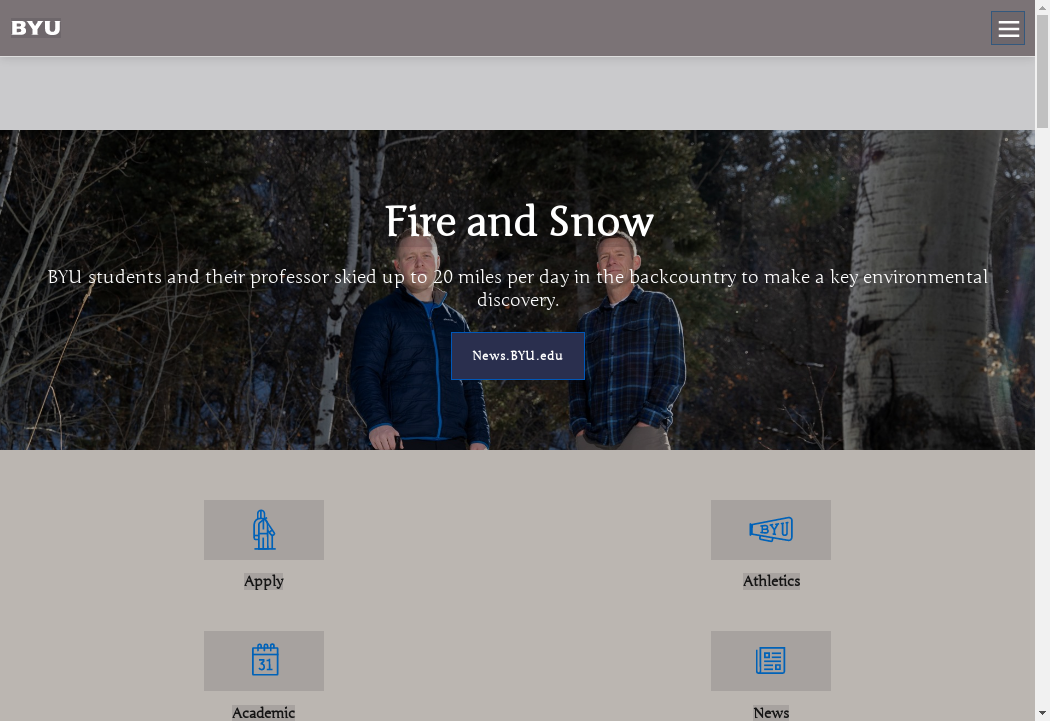 BYU
Fire and Snow
BYU students and their professor skied up to 20 miles per day in the backcountry to make a key environmental
discovery.
News.BYU.edu
BYU
Apply
Athletics
31
Academic
News